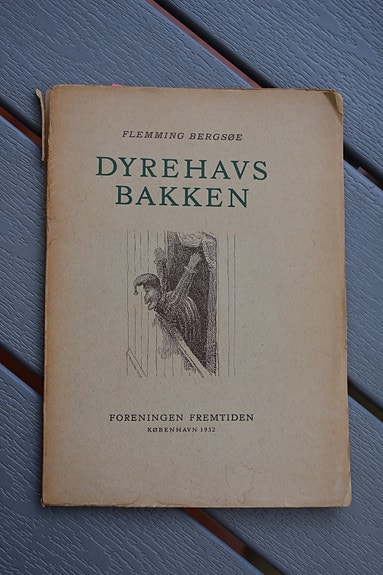 FLEMMING BERGSØE
DYREHAVS
BAKKEN
FORENINGEN FREMTIDEN
KØBENHAVN 1952